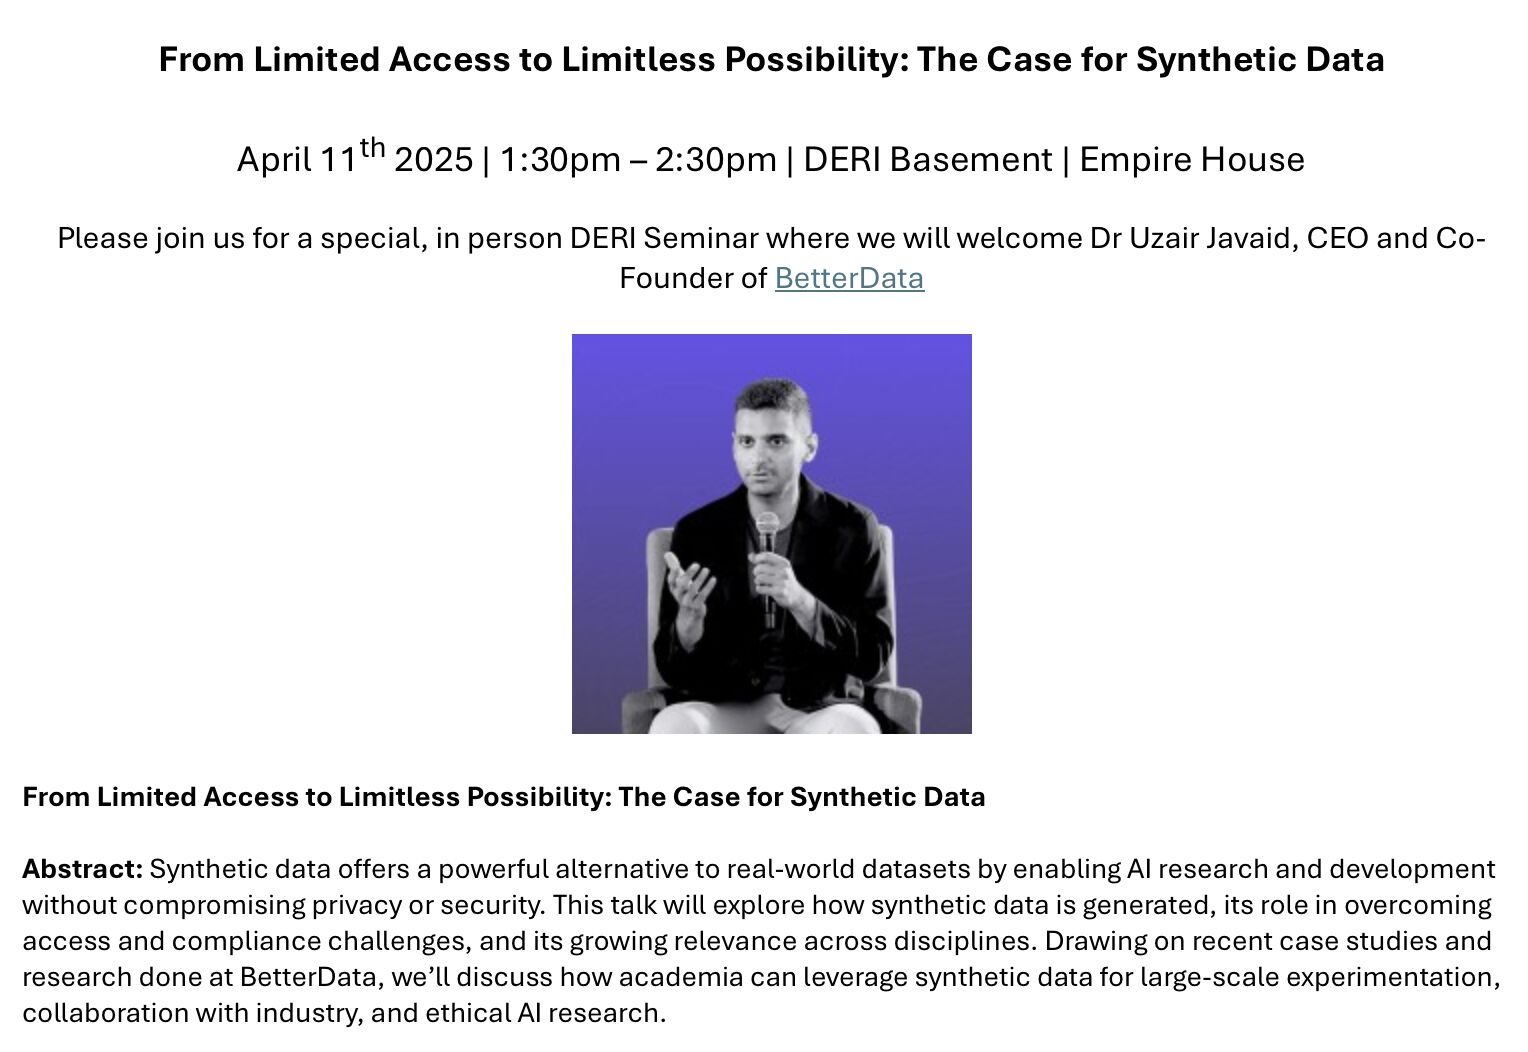 From Limited Access to Limitless Possibility: The Case for Synthetic Data
April 11th 2025 | 1:30pm – 2:30pm | DERI Basement | Empire House
Please join us for a special, in person DERI Seminar where we will welcome Dr Uzair Javaid, CEO and Co-
Founder of BetterData
From Limited Access to Limitless Possibility: The Case for Synthetic Data
Abstract: Synthetic data offers a powerful alternative to real-world datasets by enabling AI research and development
without compromising privacy or security. This talk will explore how synthetic data is generated, its role in overcoming
access and compliance challenges, and its growing relevance across disciplines. Drawing on recent case studies and
research done at BetterData, we’ll discuss how academia can leverage synthetic data for large-scale experimentation,
collaboration with industry, and ethical AI research.